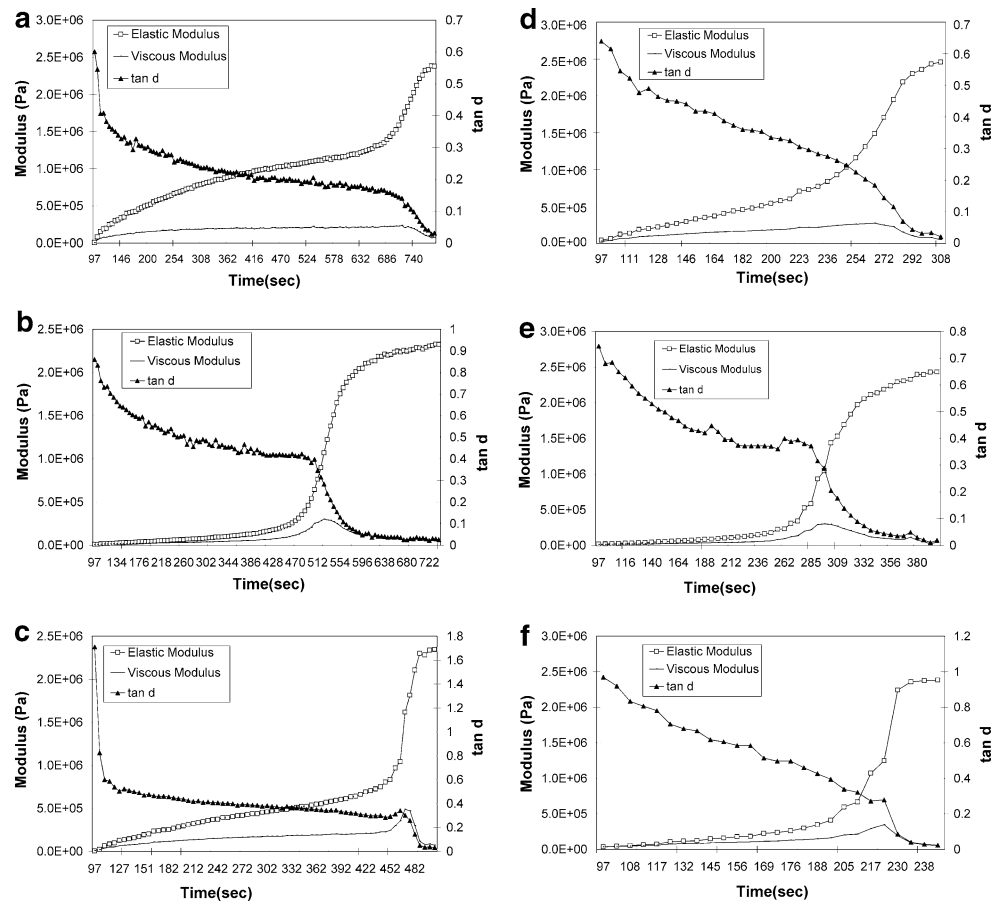 a
3.0E+06
2.5E+06
2.0E+06
1.5E+06
1.0E+06
5.0E+05
0.0E+00
Modulus (Pa)
Elastic Modulus
Viscous Modulus
tan d
0.7
0.6
0.5
0.4
0.3
0.2
0.1
0
tan d
97 146 200 254 308 362 416 470 524 578 632 686 740
Time(sec)
d
3.0E+06
2.5E+06
2.0E+06
1.5E+06
1.0E+06
5.0E+05
0.0E+00
Modulus (Pa)
Elastic Modulus
Viscous Modulus
tan d
0.7
0.6
0.5
0.4
0.3
0.2
0.1
0
tan d
97 111 128 146 164 182 200 218 236 254 272 292 308
Time(sec)
b
2.5E+06
2.0E+06
1.5E+06
1.0E+06
5.0E+05
0.0E+00
Modulus (Pa)
Elastic Modulus
Viscous Modulus
tan d
1
0.9
0.8
0.7
0.6
0.5
0.4
0.3
0.2
0.1
0
tan d
97 134 176 218 260 302 344 386 428 470 512 554 596 638 680 722
Time(sec)
e
3.0E+06
2.5E+06
2.0E+06
1.5E+06
1.0E+06
5.0E+05
0.0E+00
Modulus (Pa)
Elastic Modulus
Viscous Modulus
tan d
0.8
0.7
0.6
0.5
0.4
0.3
0.2
0.1
0
tan d
97 116 140 164 188 212 236 262 285 309 332 356 380
Time(sec)
c
2.5E+06
2.0E+06
1.5E+06
1.0E+06
5.0E+05
0.0E+00
Modulus (Pa)
Elastic Modulus
Viscous Modulus
tan d
1.8
1.6
1.4
1.2
1
0.8
0.6
0.4
0.2
0
tan d
97 127 151 182 212 242 272 302 332 362 392 422 452 482
Time(sec)
f
3.0E+06
2.5E+06
2.0E+06
1.5E+06
1.0E+06
5.0E+05
0.0E+00
Modulus (Pa)
Elastic Modulus
Viscous Modulus
tan d
1.2
1
0.8
0.6
0.4
0.2
0
tan d
97 108 116 132 145 156 169 176 188 205 217 230 238
Time(sec)